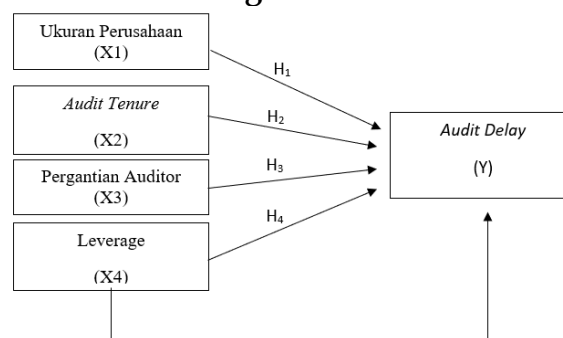 Ukuran Perusahaan
(X1)
Audit Tenure
(X2)
Pergantian Auditor
(X3)
Leverage
(X4)
H1
H2
H3
H4
Audit Delay
(Y)